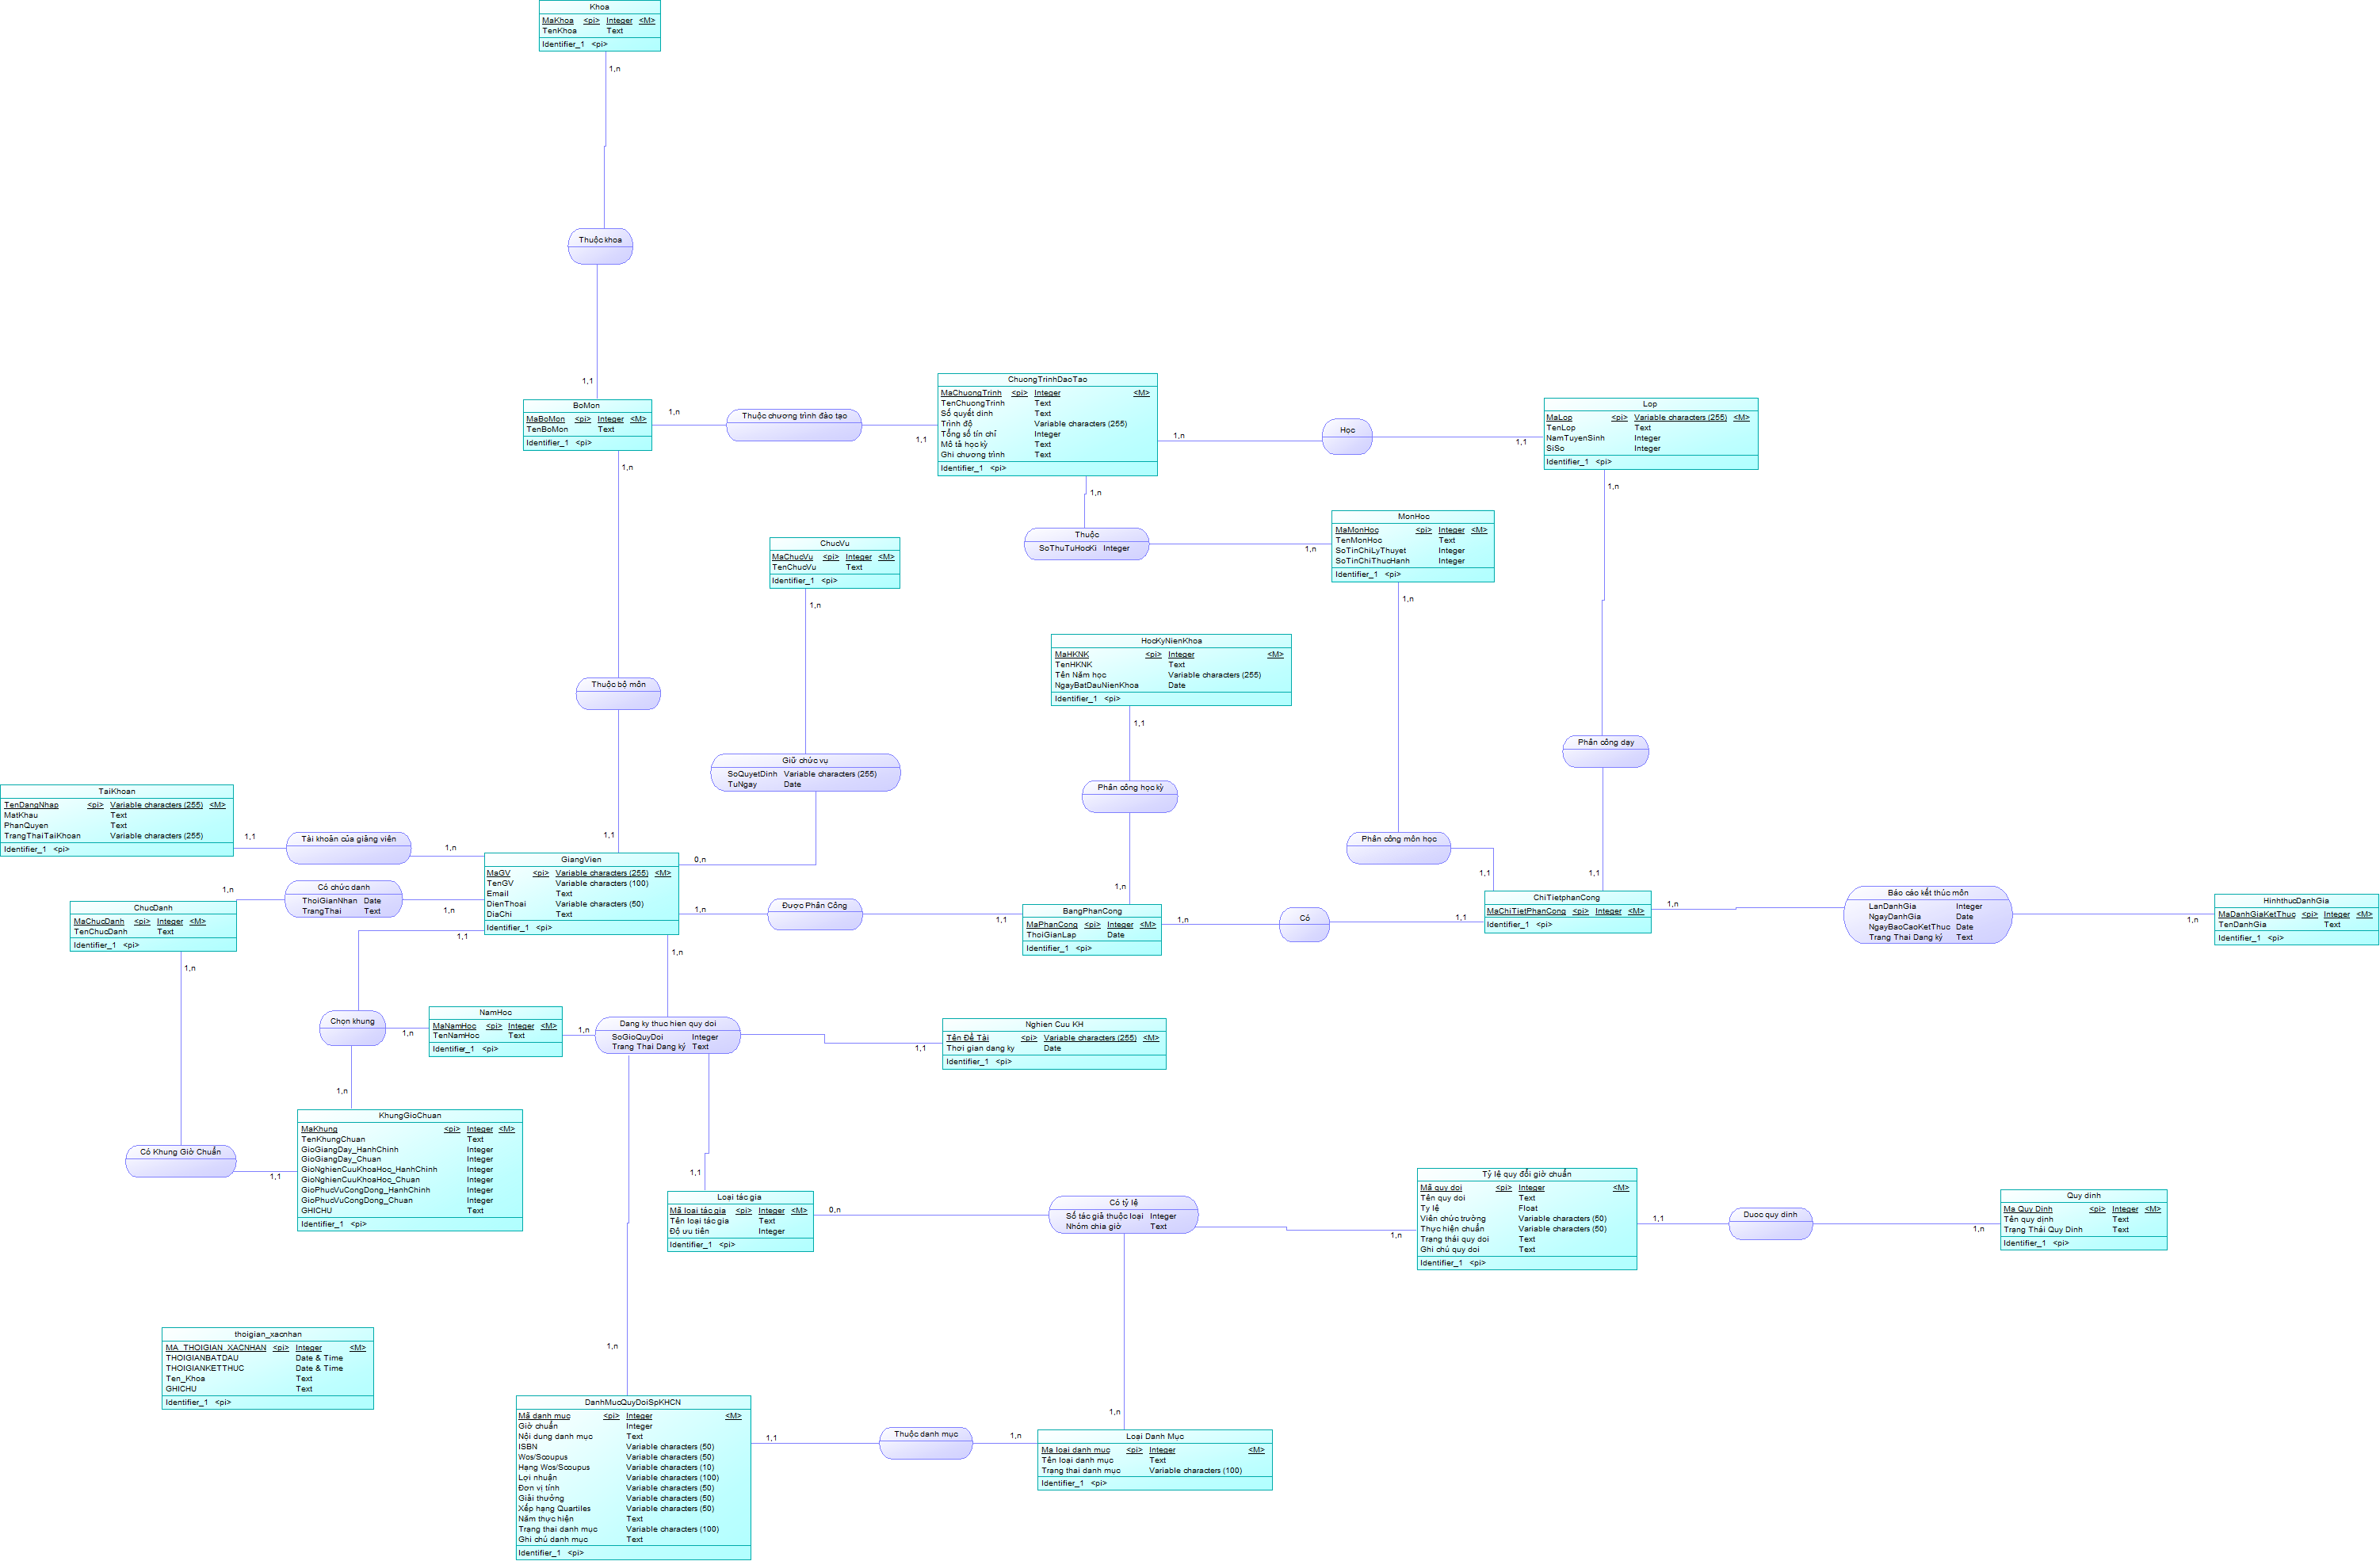 Khoa
MaKhoa <pi> Integer <M>
TenKhoa Text
Identifier_1 <pi>
1,n
Thuộc khoa
1,1
BoMon
MaBoMon <pi> Integer <M>
TenBoMon Text
Identifier_1 <pi>
1,n
Thuộc chương trình đào tạo
1,1
ChuongTrinhDaoTao
MaChuongTrinh <pi> Integer <M>
TenChuongTrinh Text
Số quyết dinh Text
Trình độ Variable characters (255)
Tổng số tín chỉ Integer
Mô tả học kỳ Text
Ghi chương trình Text
Identifier_1 <pi>
1,n
Học
1,1
Lop
MaLop <pi> Variable characters (255) <M>
TenLop Text
NamTuyenSinh Integer
SiSo Integer
Identifier_1 <pi>
1,n
1,n
1,n
Thuộc
SoThuTuHocKi Integer
1,n
MonHoc
MaMonHoc <pi> Integer <M>
TenMonHoc Text
SoTinChiLyThuyet Integer
SoTinChiThucHanh Integer
Identifier_1 <pi>
1,n
ChucVu
MaChucVu <pi> Integer <M>
TenChucVu Text
Identifier_1 <pi>
1,n
HocKyNienKhoa
MaHKNK <pi> Integer <M>
TenHKNK Text
Tên Năm học Variable characters (255)
NgayBatDauNienKhoa Date
Identifier_1 <pi>
1,1
Thuộc bộ môn
1,1
Giữ chức vụ
SoQuyetDinh Variable characters (255)
TuNgay Date
0,n
Phân công học kỳ
1,n
Phân công dạy
1,1
Phân công môn học
1,1
TaiKhoan
TenDangNhap <pi> Variable characters (255) <M>
MatKhau Text
PhanQuyen Text
TrangThaiTaiKhoan Variable characters (255)
Identifier_1 <pi>
1,1
Tài khoản của giảng viên
1,n
GiangVien
MaGV <pi> Variable characters (255) <M>
TenGV Variable characters (100)
Email Text
DienThoai Variable characters (50)
DiaChi Text
Identifier_1 <pi>
1,n
Có chức danh
ThoiGianNhan Date
TrangThai Text
1,n
ChucDanh
MaChucDanh <pi> Integer <M>
TenChucDanh Text
Identifier_1 <pi>
1,n
1,n
Được Phân Công
1,1
BangPhanCong
MaPhanCong <pi> Integer <M>
ThoiGianLap Date
Identifier_1 <pi>
1,n
Có
1,1
ChiTietphanCong
MaChiTietPhanCong <pi> Integer <M>
Identifier_1 <pi>
1,n
Báo cáo kết thúc môn
LanDanhGia Integer
NgayDanhGia Date
NgayBaoCaoKetThuc Date
Trang Thai Dang ký Text
1,n
HinhthucDanhGia
MaDanhGiaKetThuc <pi> Integer <M>
TenDanhGia Text
Identifier_1 <pi>
1,1
Chọn khung
1,n
NamHoc
MaNamHoc <pi> Integer <M>
TenNamHoc Text
Identifier_1 <pi>
1,n
1,n
Dang ky thuc hien quy doi
SoGioQuyDoi Integer
Trang Thai Dang ký Text
1,1
Nghien Cuu KH
Tên Đề Tài <pi> Variable characters (255) <M>
Thơi gian dang ky Date
Identifier_1 <pi>
1,n
KhungGioChuan
MaKhung <pi> Integer <M>
TenKhungChuan Text
GioGiangDay_HanhChinh Integer
GioGiangDay_Chuan Integer
GioNghienCuuKhoaHoc_HanhChinh Integer
GioNghienCuuKhoaHoc_Chuan Integer
GioPhucVuCongDong_HanhChinh Integer
GioPhucVuCongDong_Chuan Integer
GHICHU Text
Identifier_1 <pi>
Có Khung Giờ Chuẩn
1,1
1,1
Loại tác gia
Mã loai tác gia <pi> Integer <M>
Tên loại tác gia Text
Độ ưu tiên Integer
Identifier_1 <pi>
0,n
Có tỷ lệ
Số tác giả thuộc loại Integer
Nhóm chia giờ Text
1,n
Tỷ lệ quy đổi giờ chuẩn
Mã quy doi <pi> Integer <M>
Tên quy doi Text
Ty lệ Float
Viên chức trường Variable characters (50)
Thực hiện chuẩn Variable characters (50)
Trạng thái quy doi Text
Ghi chú quy doi Text
Identifier_1 <pi>
1,1
Duoc quy dinh
1,n
Quy dinh
Ma Quy Dinh <pi> Integer <M>
Tên quy dịnh Text
Trang Thái Quy Dinh Text
Identifier_1 <pi>
thoigian_xacnhan
MA_THOIGIAN_XACNHAN <pi> Integer <M>
THOIGIANBATDAU Date & Time
THOIGIANKETTHUC Date & Time
Ten_Khoa Text
GHICHU Text
Identifier_1 <pi>
1,n
DanhMucQuyDoiSpKHCN
Mã danh muc <pi> Integer <M>
Giờ chuẩn Integer
Nội dung danh mục Text
ISBN Variable characters (50)
Wos/Scoupus Variable characters (50)
Hạng Wos/Scoupus Variable characters (10)
Lợi nhuận Variable characters (100)
Đơn vị tính Variable characters (50)
Giải thưởng Variable characters (50)
Xếp hạng Quartiles Variable characters (50)
Năm thực hiện Text
Trạng thai danh mục Variable characters (100)
Ghi chú danh mục Text
Identifier_1 <pi>
1,1
Thuộc danh mục
1,n
1,n
Loại Danh Mục
Ma loai danh mục <pi> Integer <M>
Tên loại danh mục Text
Trạng thai danh mục Variable characters (100)
Identifier_1 <pi>